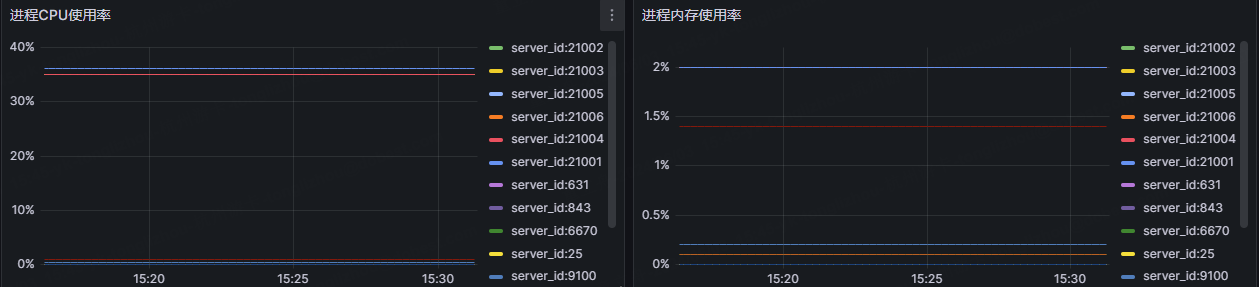 进程CPU使用率
40%
30%
20%
10%
0%
15:20
15:25
15:30
server_id:21002
server_id:21003
server_id:21005
server_id:21006
server_id:21004
server_id:21001
server_id:631
server_id:843
server_id:6670
server_id:25
server_id:9100
进程内存使用率
2%
1.5%
1%
0.5%
0%
15:20
15:25
15:30
server_id:21002
server_id:21003
server_id:21005
server_id:21006
server_id:21004
server_id:21001
server_id:631
server_id:843
server_id:6670
server_id:25
server_id:9100